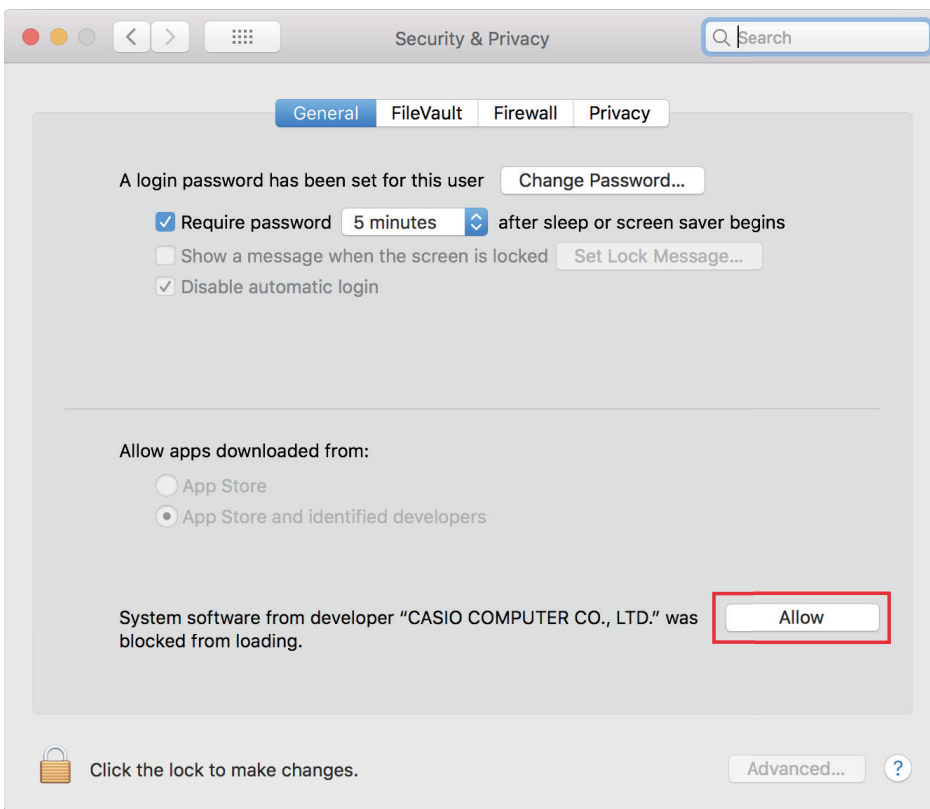 Security & Privacy
Search
General FileVault Firewall Privacy
A login password has been set for this user Change Password...
Require password 5 minutes after sleep or screen saver begins
Show a message when the screen is locked Set Lock Message...
Disable automatic login
Allow apps downloaded from:
App Store
App Store and identified developers
System software from developer “CASIO COMPUTER CO., LTD.” was
blocked from loading.
Allow
Click the lock to make changes.
Advanced... ?